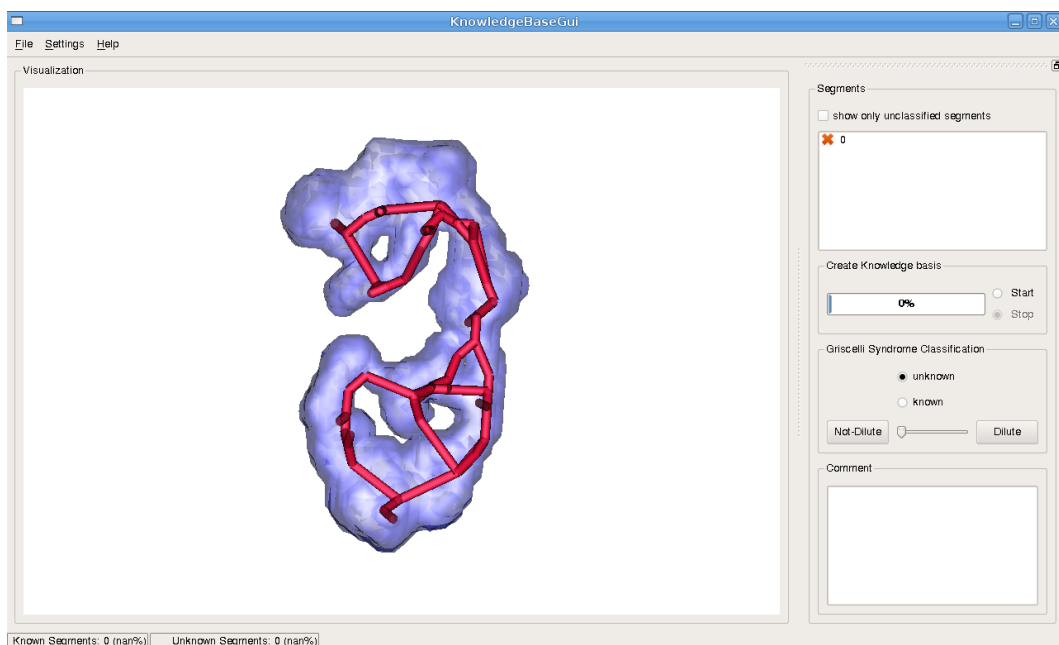 KnowledgeBaseGui
File Settings Help
Visualization
Segments
show only unclassified segments
0
Create Knowledge basis
0%
Start
Stop
Griscelli Syndrome Classification
unknown
known
Not-Dilute
Dilute
Comment
Known Segments: 0 (nan%) Unknown Segments: 0 (nan%)